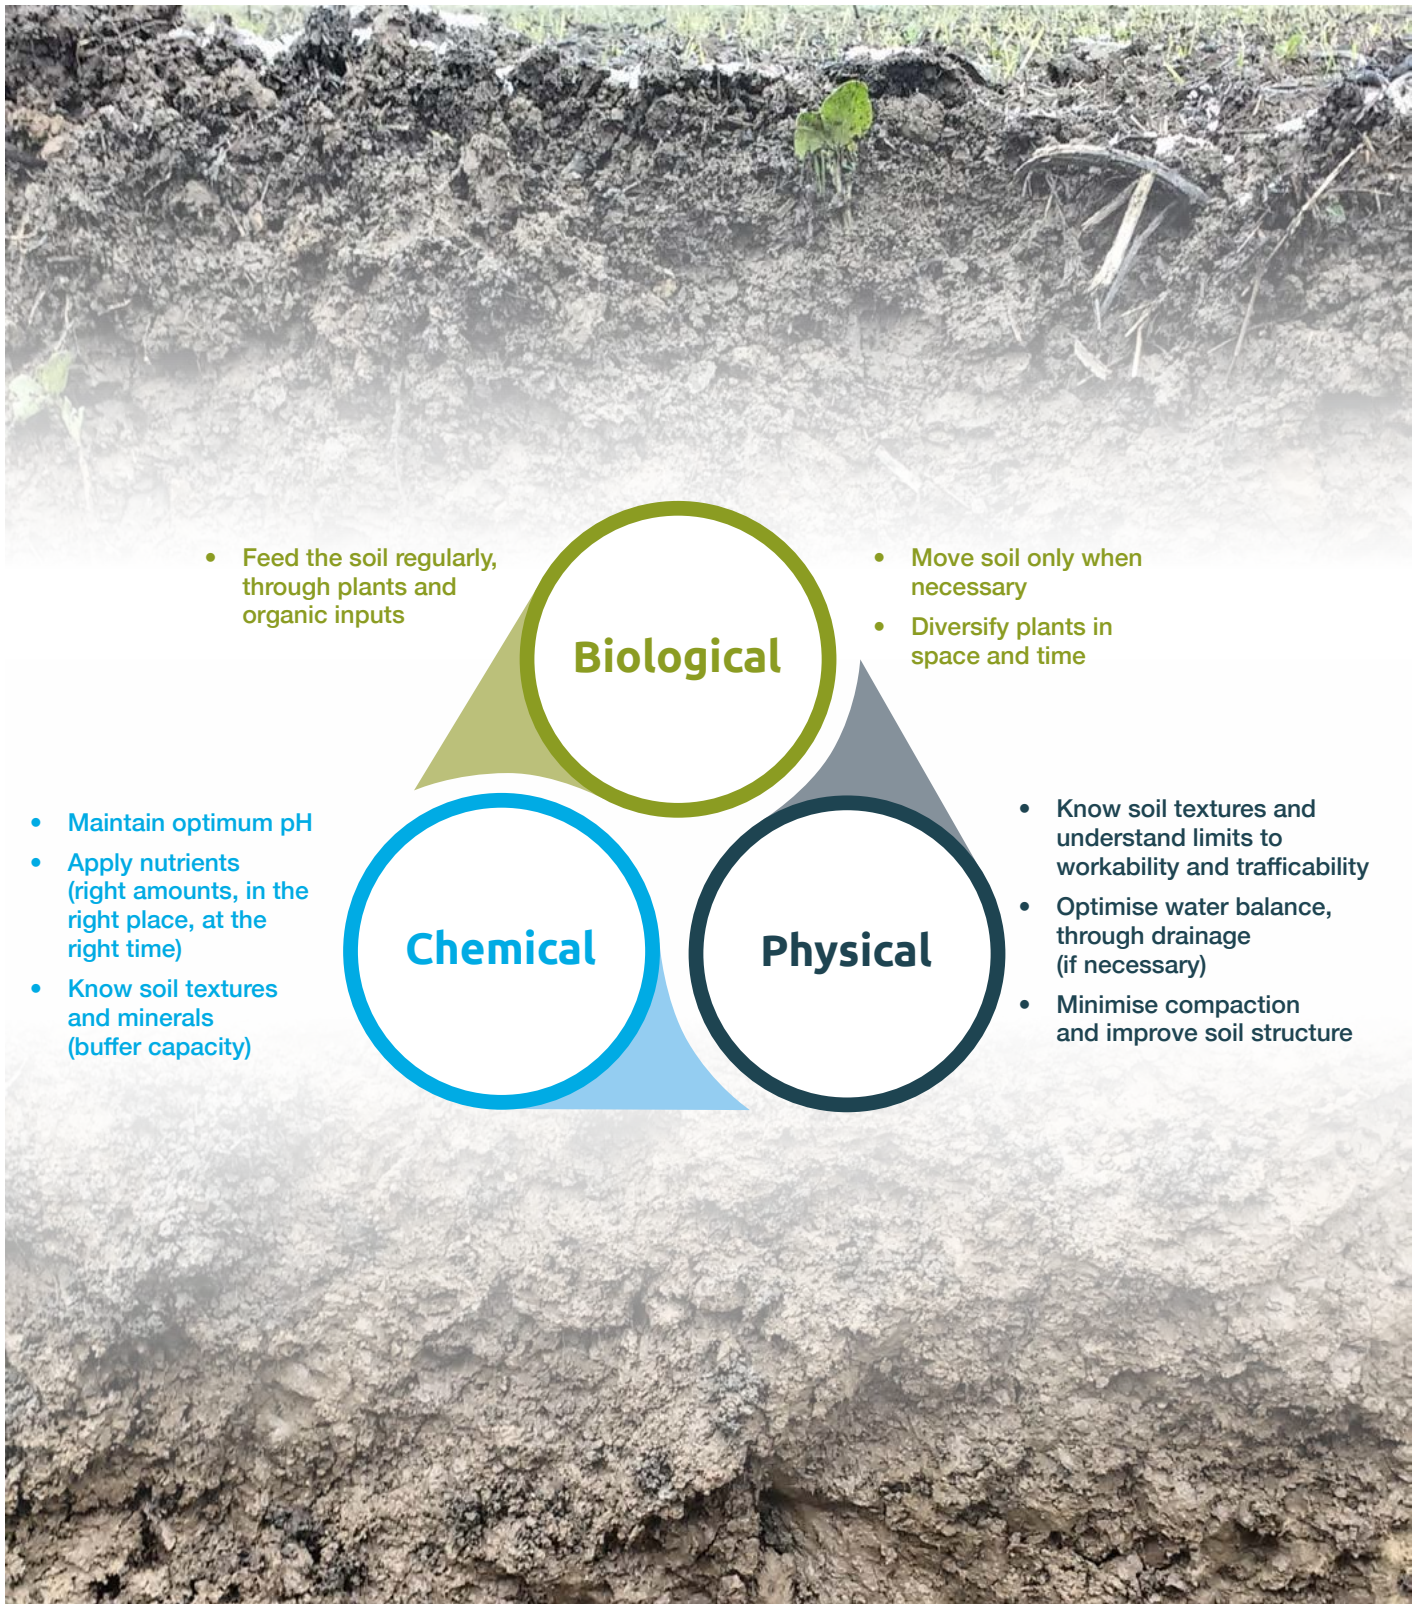 • Feed the soil regularly,
through plants and
organic inputs
Biological
• Move soil only when
necessary
• Diversify plants in
space and time
• Maintain optimum pH
• Apply nutrients
(right amounts, in the
right place, at the
right time)
• Know soil textures
and minerals
(buffer capacity)
Chemical
Physical
• Know soil textures and
understand limits to
workability and trafficability
• Optimise water balance,
through drainage
(if necessary)
• Minimise compaction
and improve soil structure